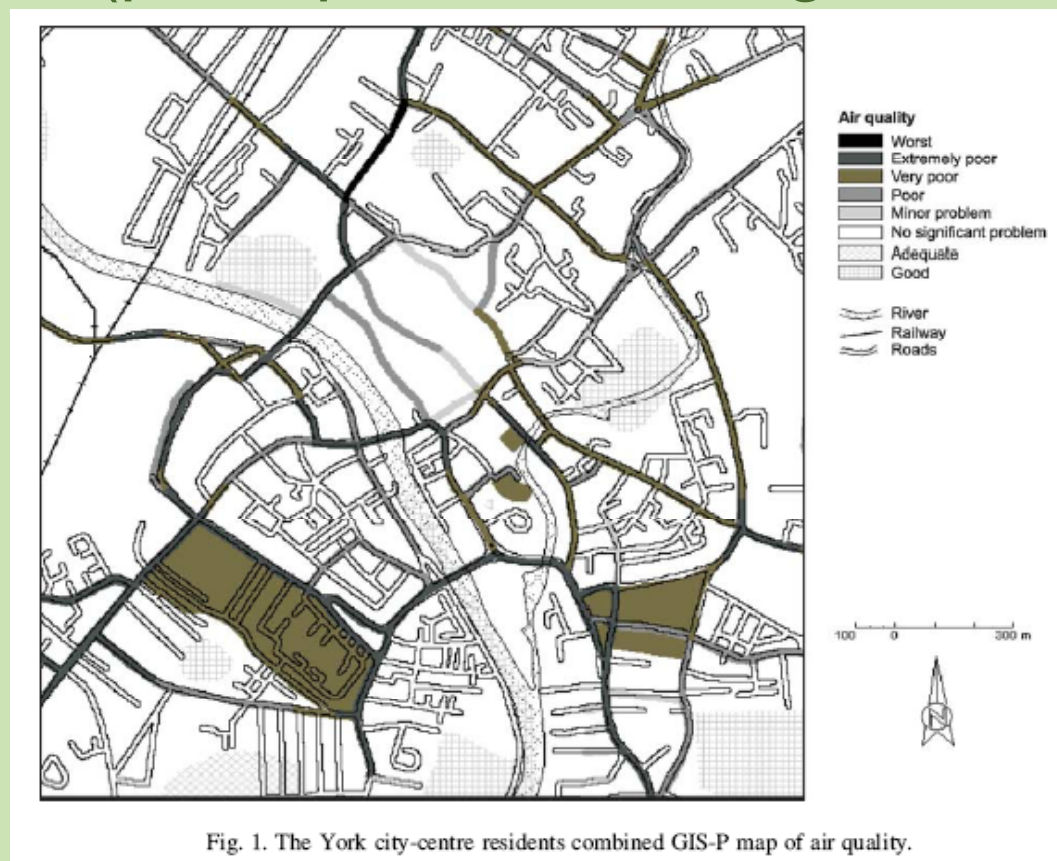 Air quality
Worst
Extremely poor
Very poor
Poor
Minor problem
No significant problem
Adequate
Good
River
Railway
Roads
100 0 300 m
N
Fig. 1. The York city-centre residents combined GIS-P map of air quality.